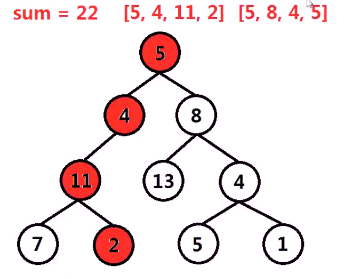 sum = 22 [5, 4, 11, 2] [5, 8, 4, 5]
5
4 8
11 13 4
7 2 5 1